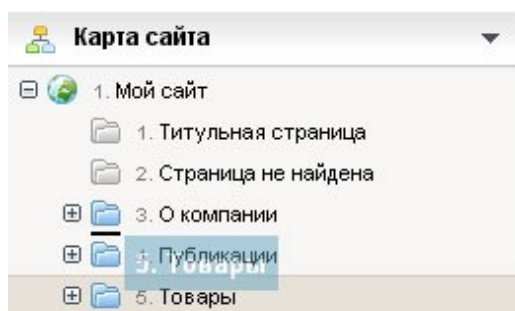 Карта сайта
1. Мой сайт
1. Титульная страница
2. Страница не найдена
3. О компании
4. Публикации
5. Товары
5. Товары